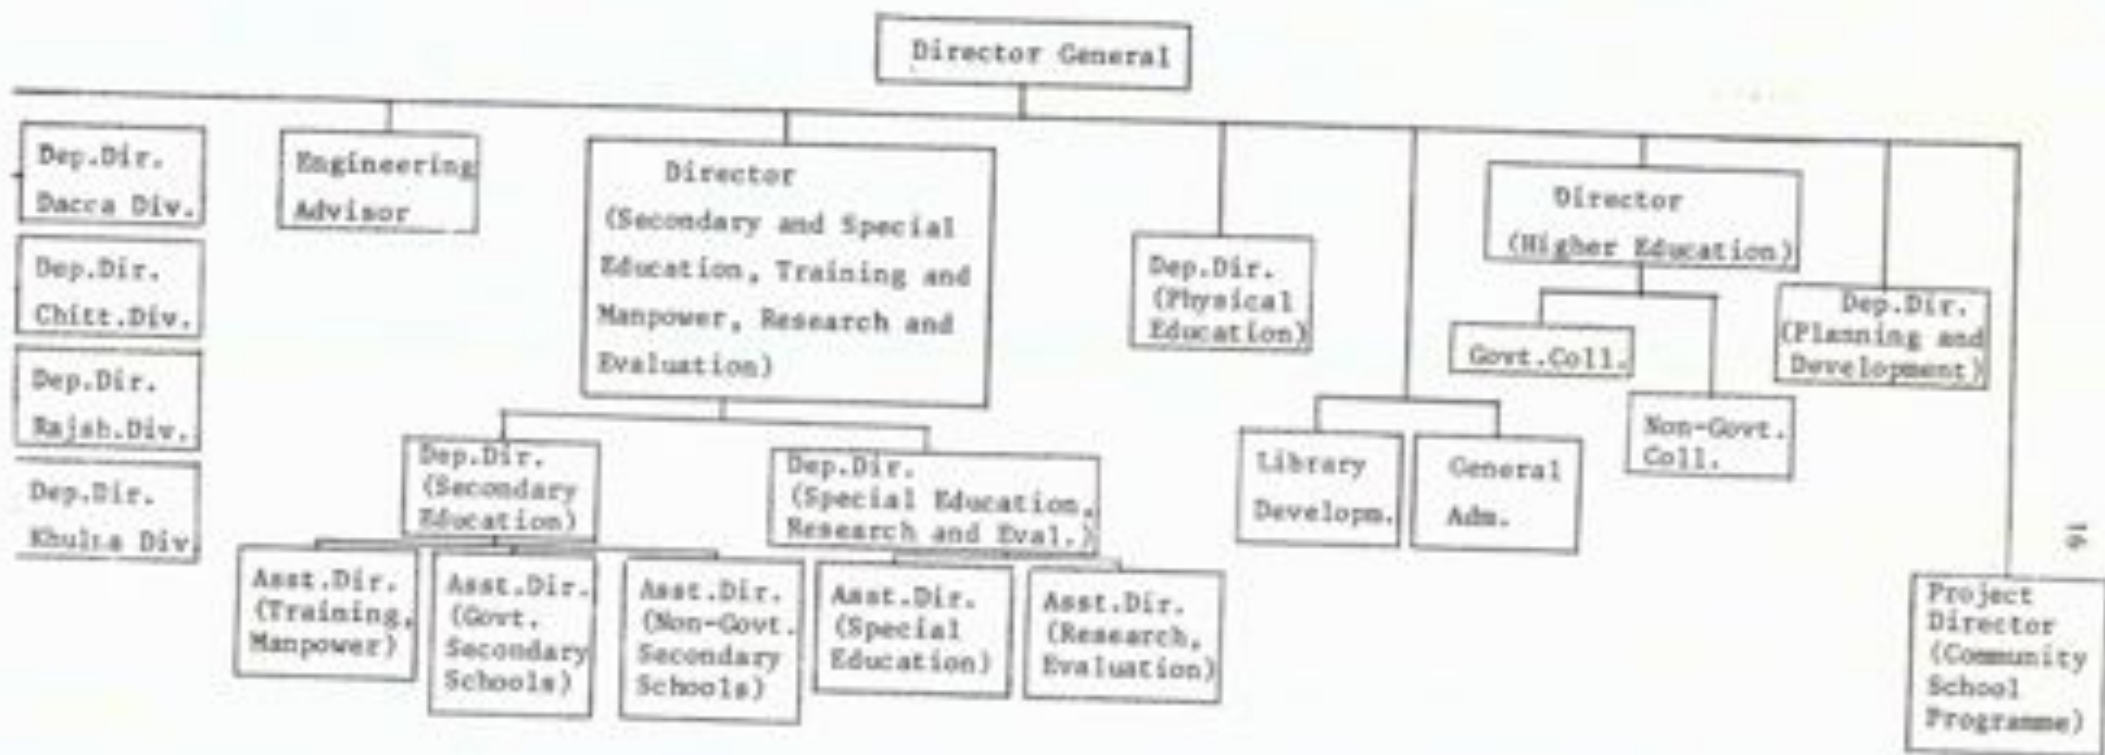 Director General
Dep.Dir.
Dacca Div.
Dep.Dir.
Chitt.Div.
Dep.Dir.
Rajsh.Div.
Dep.Dir.
Khulna Div.
Engineering
Advisor
Director
(Secondary and Special
Education, Training and
Manpower, Research and
Evaluation)
Dep.Dir.
(Secondary
Education)
Asst.Dir.
(Training,
Manpower)
Asst.Dir.
(Govt.
Secondary
Schools)
Asst.Dir.
(Non-Govt.
Secondary
Schools)
Dep.Dir.
(Special Education,
Research and Eval.)
Asst.Dir.
(Special
Education)
Asst.Dir.
(Research,
Evaluation)
Dep.Dir.
(Physical
Education)
Library
Developm.
General
Adm.
Director
(Higher Education)
Govt.Coll.
Non-Govt.
Coll.
Dep.Dir.
(Planning and
Development)
Project
Director
(Community
School
Programme)
16